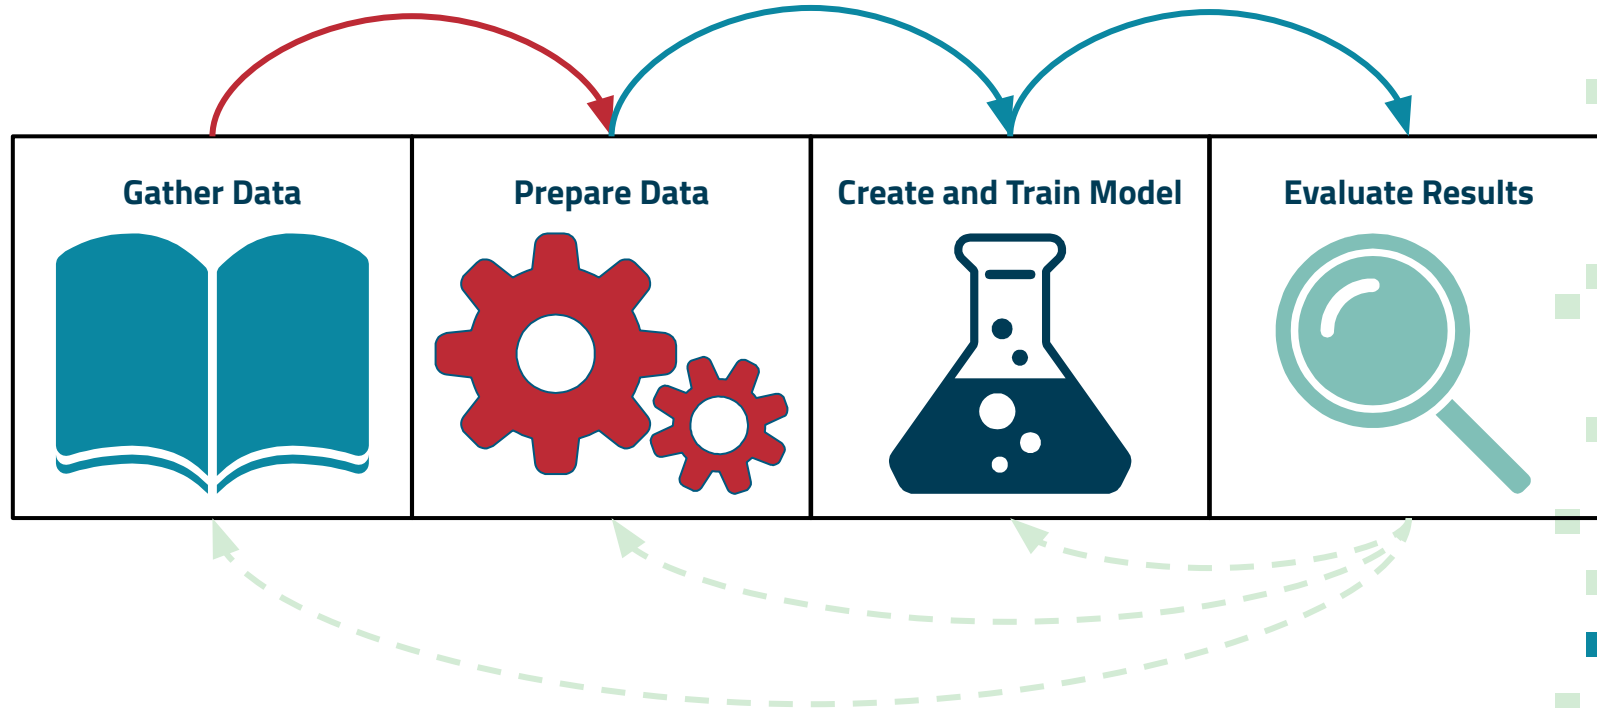 Gather Data
Prepare Data
Create and Train Model
Evaluate Results